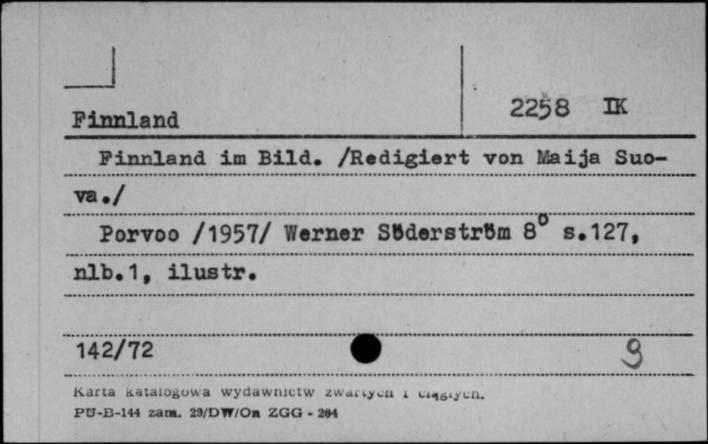 2258 IK
Finnland
Finnland im Bild. /Redigiert von Maija Suo-
va./
Porvoo /1957/ Werner Söderström 8° s.127,
nlb.1, ilustr.
142/72 9
Karta katalogowa wydawnictw zwartych i ciągłych.
PU-B-144 zam. 29/DW/On ZGG - 204